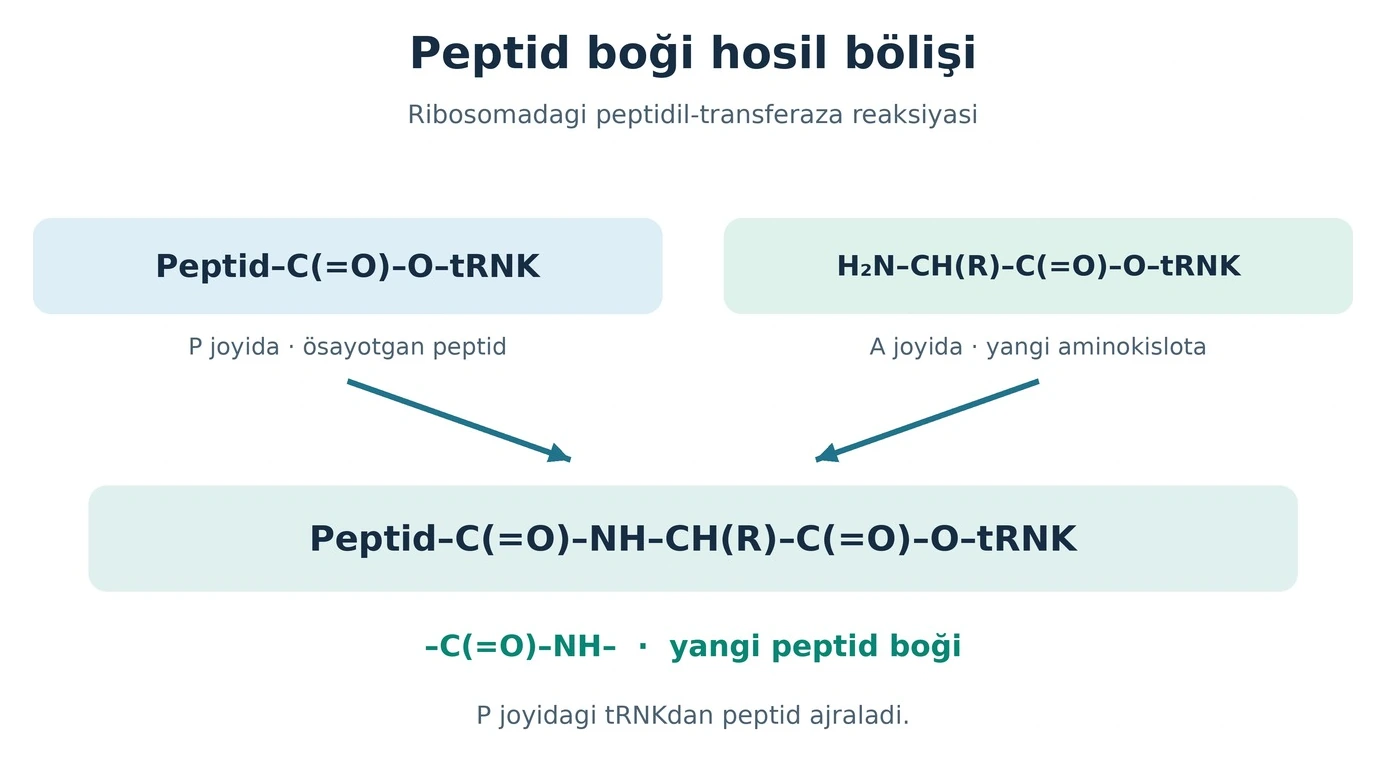 Peptid boği hosil bölişi
Ribosomadagi peptidil-transferaza reaksiyasi
Peptid–C(=O)–O–tRNK
H₂N–CH(R)–C(=O)–O–tRNK
P joyida · ösayotgan peptid
A joyida · yangi aminokislota
Peptid–C(=O)–NH–CH(R)–C(=O)–O–tRNK
–C(=O)–NH– · yangi peptid boği
P joyidagi tRNKdan peptid ajraladi.